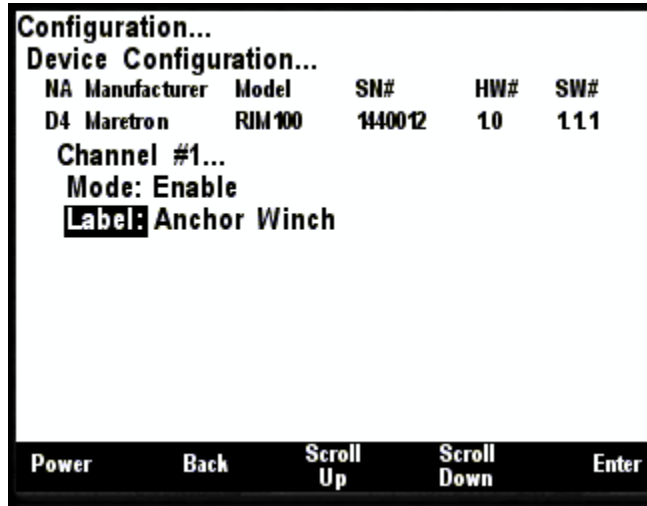 Configuration...
Device Configuration...
NA Manufacturer Model SN# HW# SW#
D4 Maretron RIM100 1440012 1.0 1.1.1
Channel #1...
Mode: Enable
Label: Anchor Winch
Power Back Scroll Up Scroll Down Enter